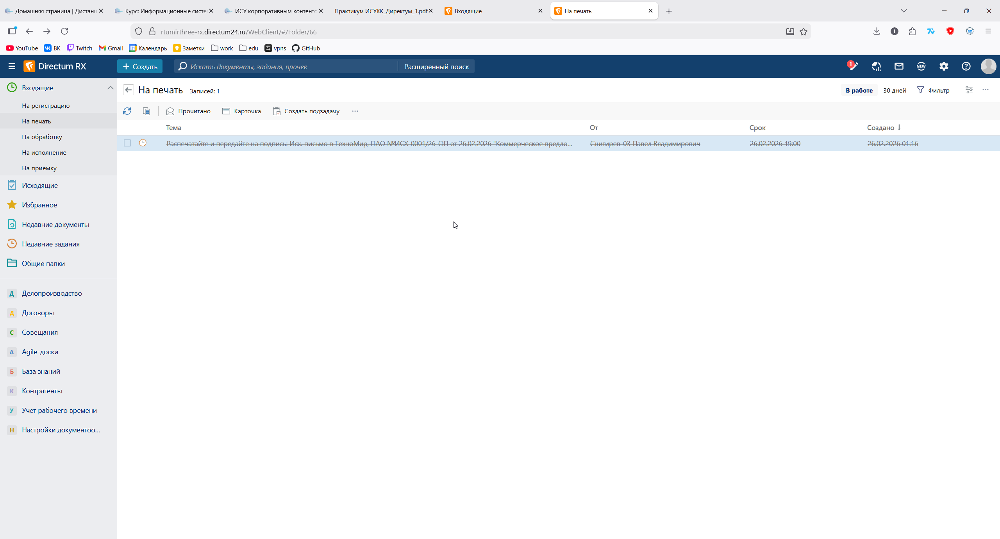 Домашняя страница | Дистанц
Курс: Информационные систе
ИСУ корпоративным контенто
Практикум ИСУКК_Директум_1.pdf
Входящие
На печать
rtumirthree-rx.directum24.ru/WebClient/#/Folder/66
YouTube
ВК
Twitch
Gmail
31 Календарь
Заметки
work
edu
vpns
GitHub
Directum RX
Создать
Искать документы, задания, прочее
Расширенный поиск
1
NEW
Входящие
На регистрацию
На печать
На обработку
На исполнение
На приемку
Исходящие
Избранное
Недавние документы
Недавние задания
Общие папки
Д Делопроизводство
Д Договоры
С Совещания
A Agile-доски
Б База знаний
К Контрагенты
У Учет рабочего времени
Н Настройки документоо...
На печать Записей: 1
В работе 30 дней Фильтр
Прочитано Карточка Создать подзадачу
Тема От Срок Создано
Распечатайте и передайте на подпись: Исх. письмо в ТехноМир, ПАО №ИСХ-0001/26-ОП от 26.02.2026 "Коммерческое предло... Снигирев_03 Павел Владимирович 26.02.2026 19:00 26.02.2026 01:16